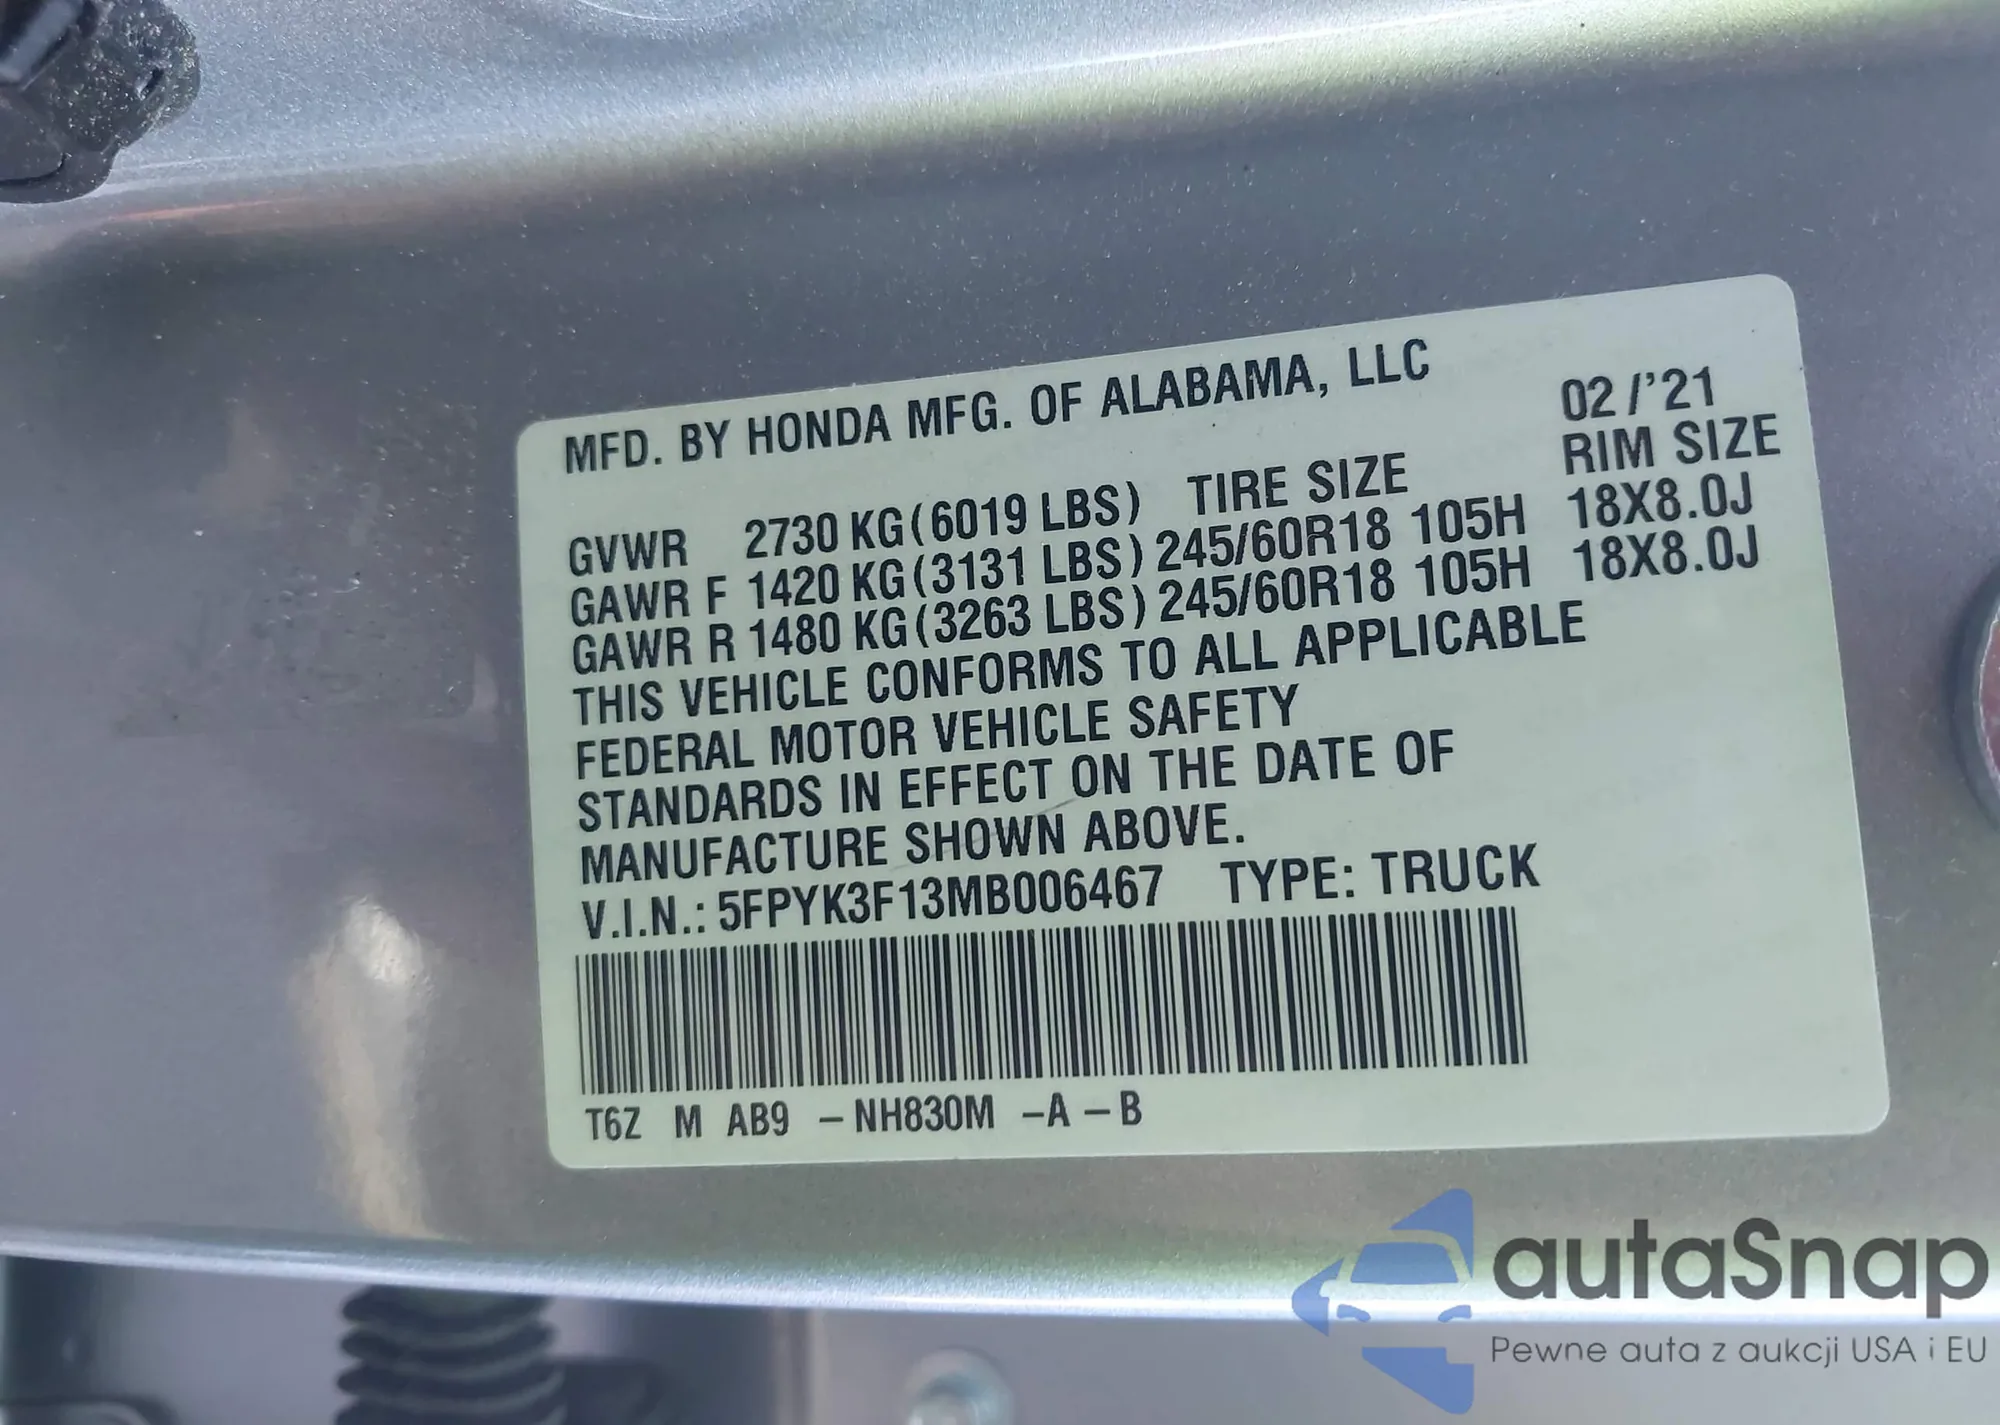 MFD. BY HONDA MFG. OF ALABAMA, LLC 02/'21
GVWR 2730 KG(6019 LBS) TIRE SIZE RIM SIZE
GAWR F 1420 KG(3131 LBS) 245/60R18 105H 18X8.0J
GAWR R 1480 KG(3263 LBS) 245/60R18 105H 18X8.0J
THIS VEHICLE CONFORMS TO ALL APPLICABLE
FEDERAL MOTOR VEHICLE SAFETY
STANDARDS IN EFFECT ON THE DATE OF
MANUFACTURE SHOWN ABOVE.
V.I.N.: 5FPYK3F13MB006467 TYPE: TRUCK
T6Z M AB9 – NH830M –A – B
autaSnap
Pewne auta z aukcji USA i EU